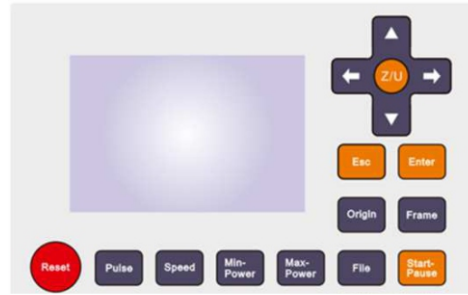 Z/U
Esc
Enter
Origin
Frame
Reset
Pulse
Speed
Min-
Power
Max-
Power
File
Start-
Pause